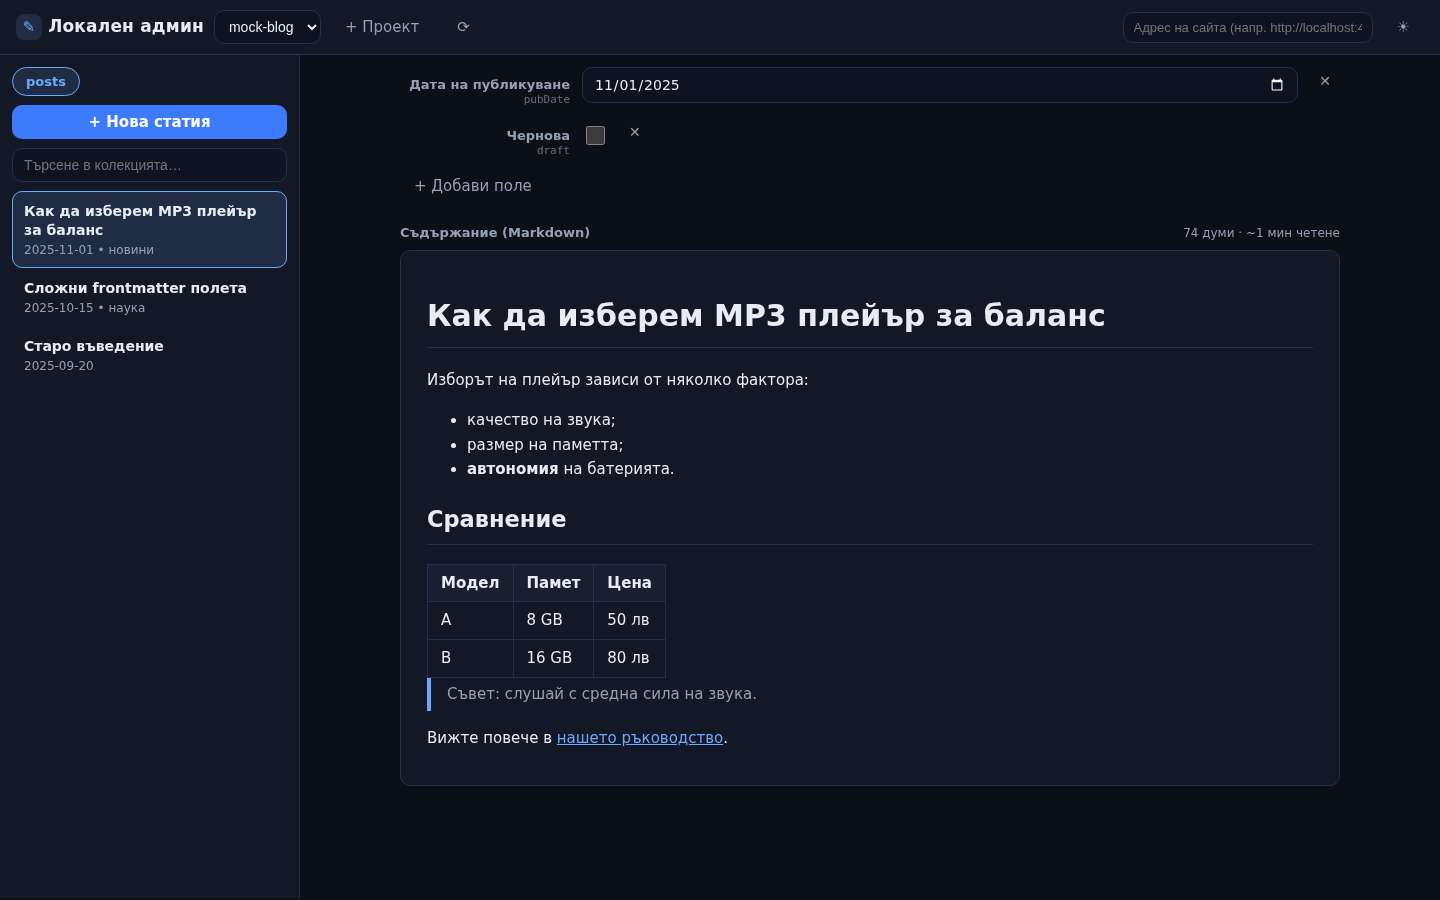 ✎ Локален админ mock-blog + Проект ⟳ Адрес на сайта (напр. http://localhost:4 ☀
posts
+ Нова статия
Търсене в колекцията…
Как да изберем MP3 плейър
за баланс
2025-11-01 • новини
Сложни frontmatter полета
2025-10-15 • наука
Старо въведение
2025-09-20
Дата на публикуване 11/01/2025 ✕
pubDate
Чернова ✕
draft
+ Добави поле
Съдържание (Markdown) 74 думи · ~1 мин четене
Как да изберем MP3 плейър за баланс
Изборът на плейър зависи от няколко фактора:
• качество на звука;
• размер на паметта;
• автономия на батерията.
Сравнение
Модел Памет Цена
A 8 GB 50 лв
B 16 GB 80 лв
Съвет: слушай с средна сила на звука.
Вижте повече в нашето ръководство.